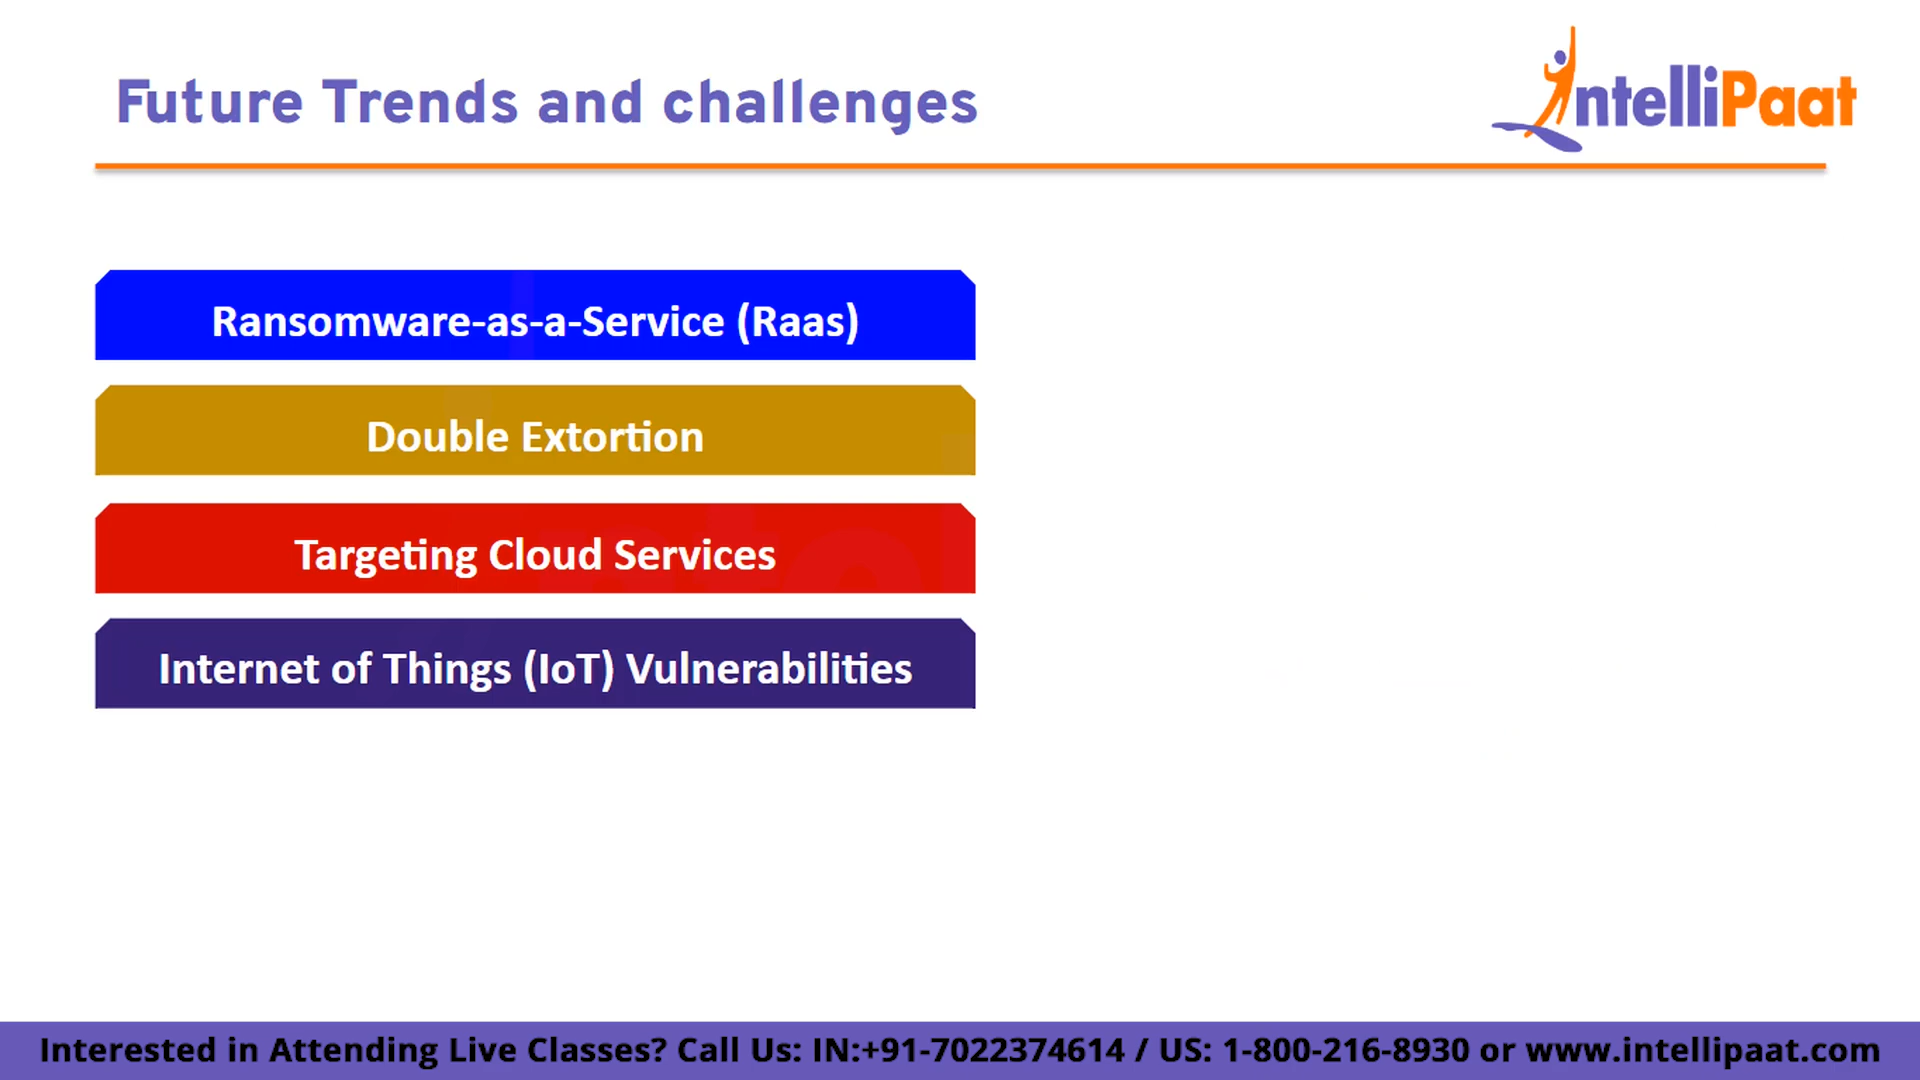 Future Trends and challenges
IntelliPaat
Ransomware-as-a-Service (Raas)
Double Extortion
Targeting Cloud Services
Internet of Things (IoT) Vulnerabilities
Interested in Attending Live Classes? Call Us: IN:+91-7022374614 / US: 1-800-216-8930 or www.intellipaat.com